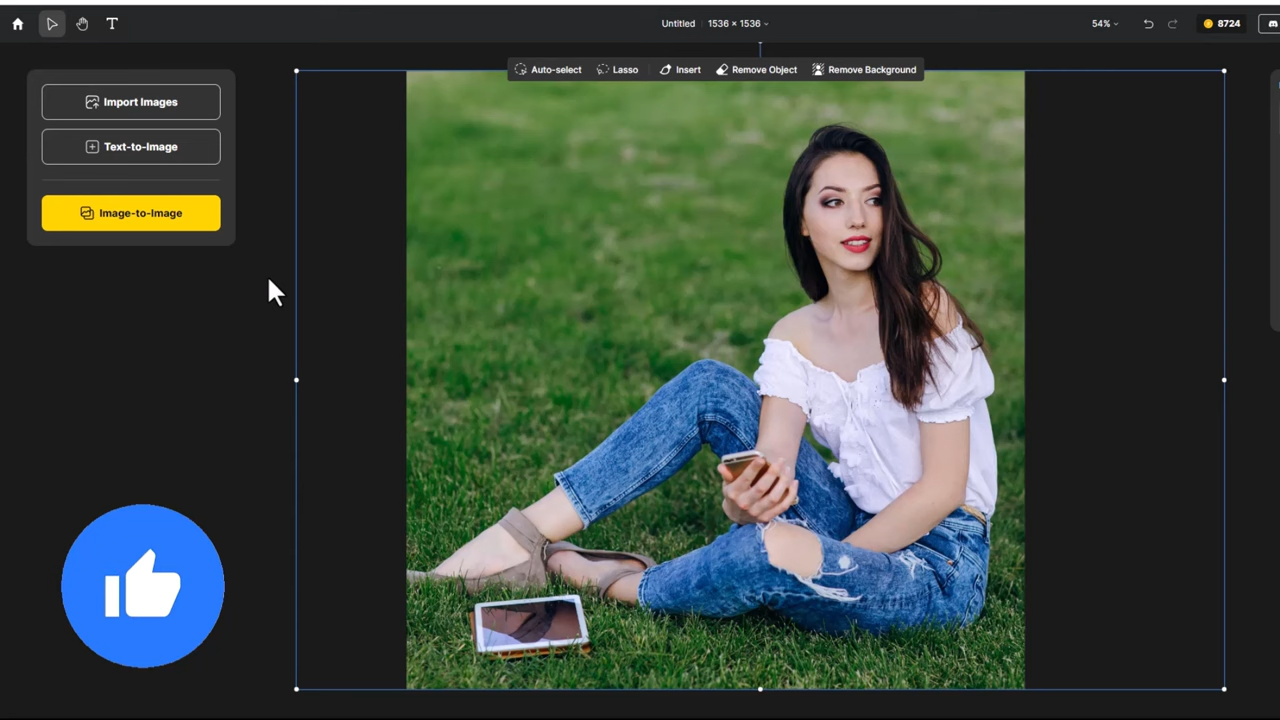 Untitled 1536 × 1536
54%
8724
Auto-select Lasso Insert Remove Object Remove Background
Import Images
Text-to-Image
Image-to-Image